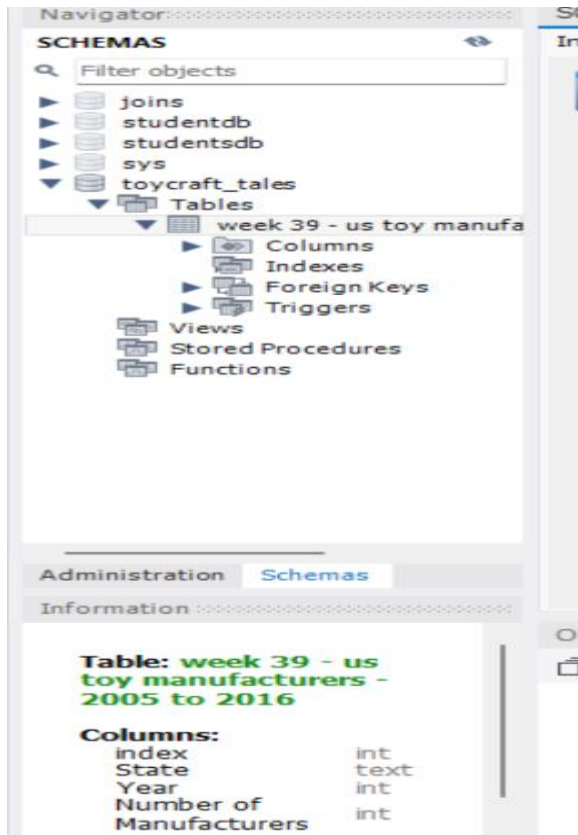 Navigator
SCHEMAS
Filter objects
joins
studentdb
studentsdb
sys
toycraft_tales
Tables
week 39 - us toy manufa
Columns
Indexes
Foreign Keys
Triggers
Views
Stored Procedures
Functions
Administration Schemas
Information
Table: week 39 - us
toy manufacturers -
2005 to 2016
Columns:
index int
State text
Year int
Number of
Manufacturers int